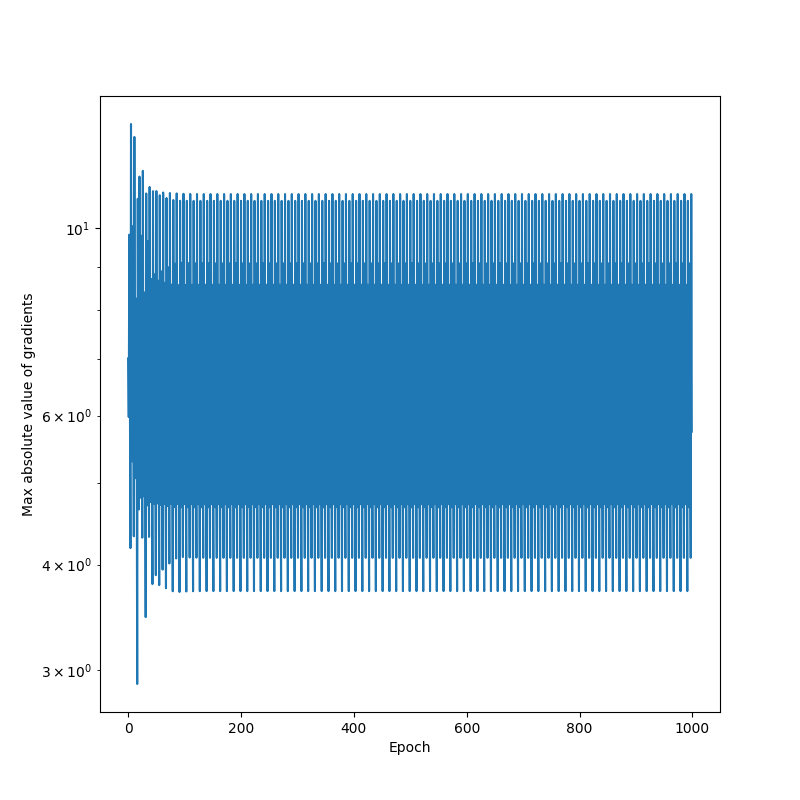 Max absolute value of gradients
10¹
6 × 10⁰
4 × 10⁰
3 × 10⁰
0 200 400 600 800 1000
Epoch